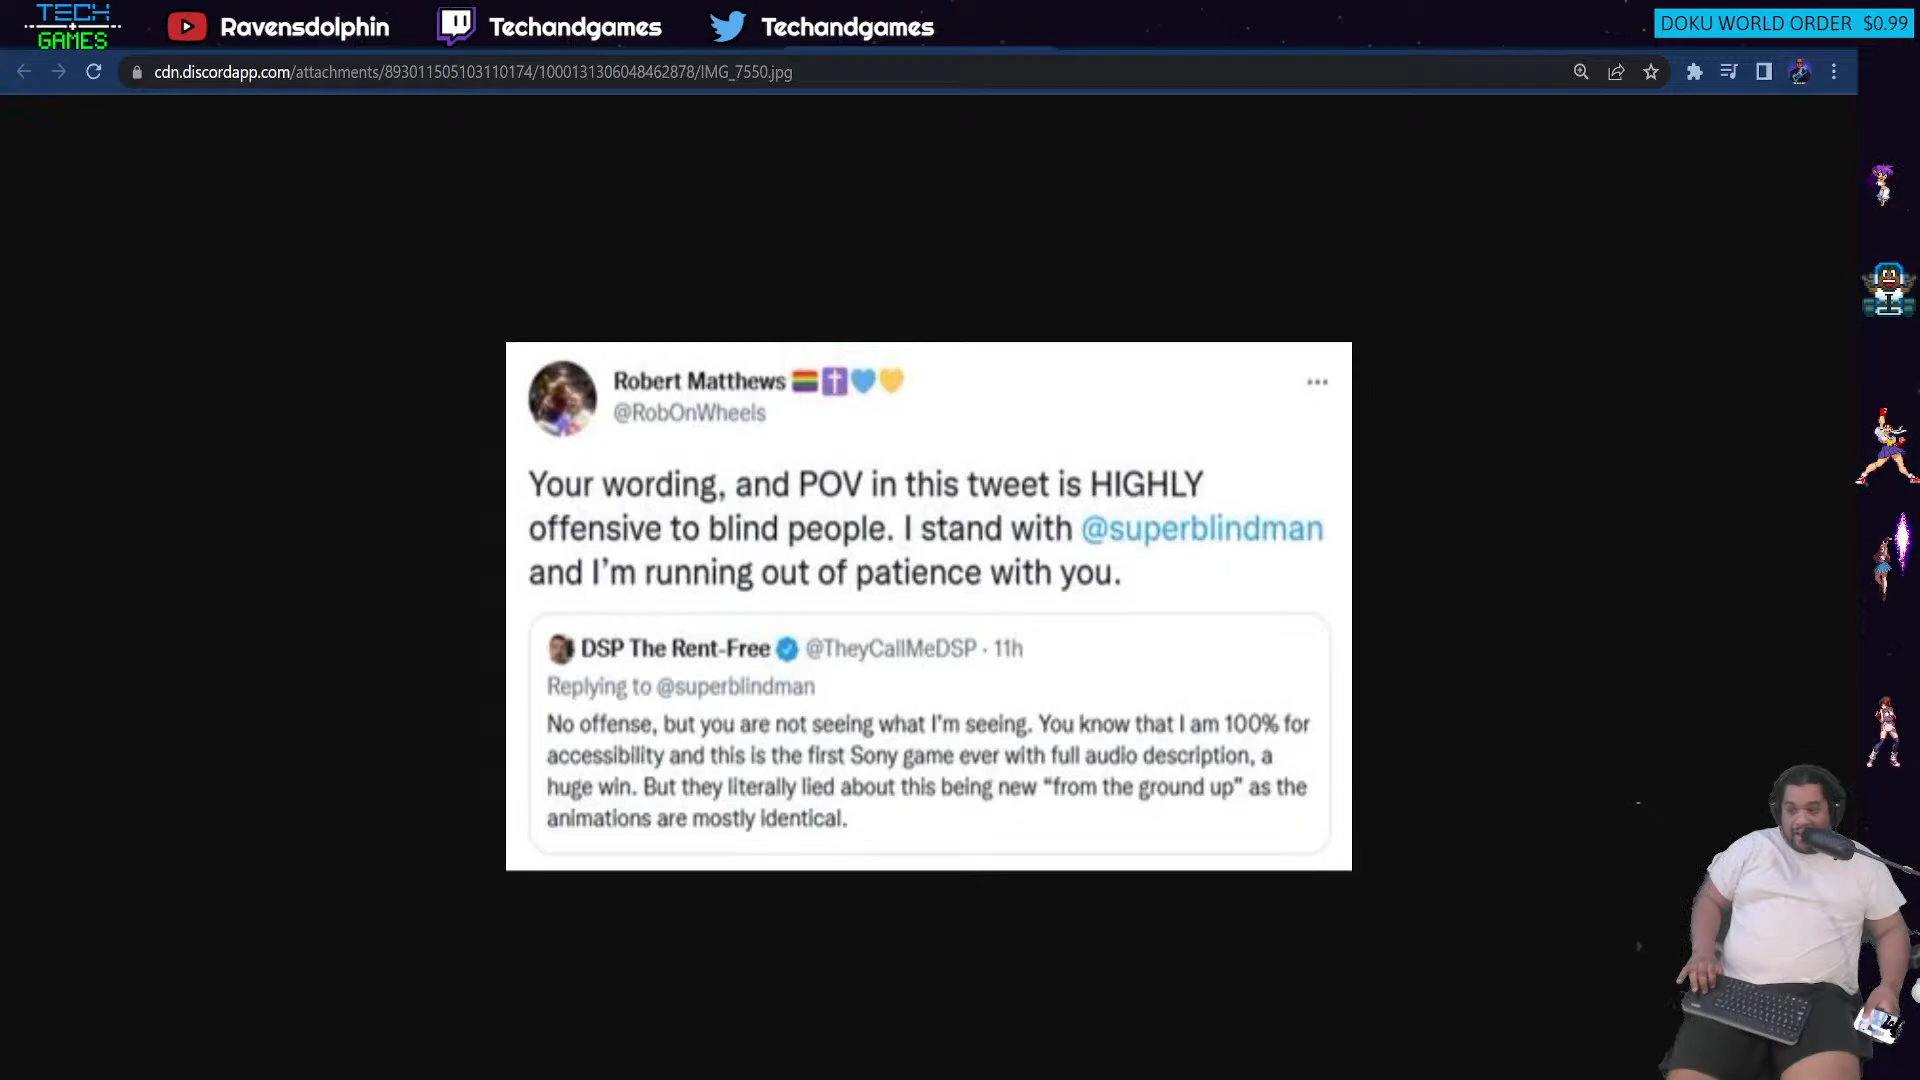 TECH
GAMES
Ravensdolphin
Techandgames
Techandgames
DOKU WORLD ORDER $0.99
cdn.discordapp.com/attachments/893011505103110174/1000131306048462878/IMG_7550.jpg
Robert Matthews
@RobOnWheels
Your wording, and POV in this tweet is HIGHLY
offensive to blind people. I stand with @superblindman
and I'm running out of patience with you.
DSP The Rent-Free @TheyCallMeDSP · 11h
Replying to @superblindman
No offense, but you are not seeing what I'm seeing. You know that I am 100% for
accessibility and this is the first Sony game ever with full audio description, a
huge win. But they literally lied about this being new “from the ground up” as the
animations are mostly identical.